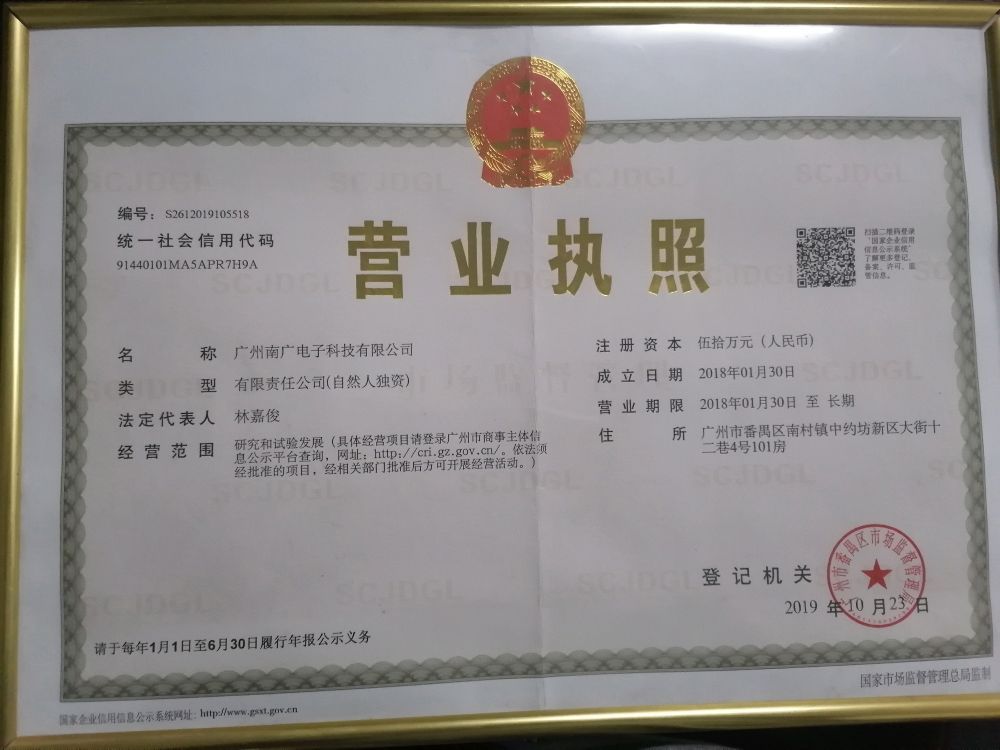 编号：S2612019105518
统一社会信用代码
91440101MA5APR7H9A
营业执照
扫描二维码登录
‘国家企业信用
信息公示系统’
了解更多登记、
备案、许可、监
管信息。
名称 广州南广电子科技有限公司
类型 有限责任公司(自然人独资)
法定代表人 林嘉俊
经营范围 研究和试验发展（具体经营项目请登录广州市商事主体信
息公示平台查询，网址：http://cri.gz.gov.cn/。依法须
经批准的项目，经相关部门批准后方可开展经营活动。）
注册资本 伍拾万元（人民币）
成立日期 2018年01月30日
营业期限 2018年01月30日 至 长期
住所 广州市番禺区南村镇中约坊新区大街十
二巷4号101房
登记机关
广州市番禺区市场监督管理局
2019 年 10 月 23 日
请于每年1月1日至6月30日履行年报公示义务
国家企业信用信息公示系统网址：http://www.gsxt.gov.cn
国家市场监督管理总局监制
SCJDGL